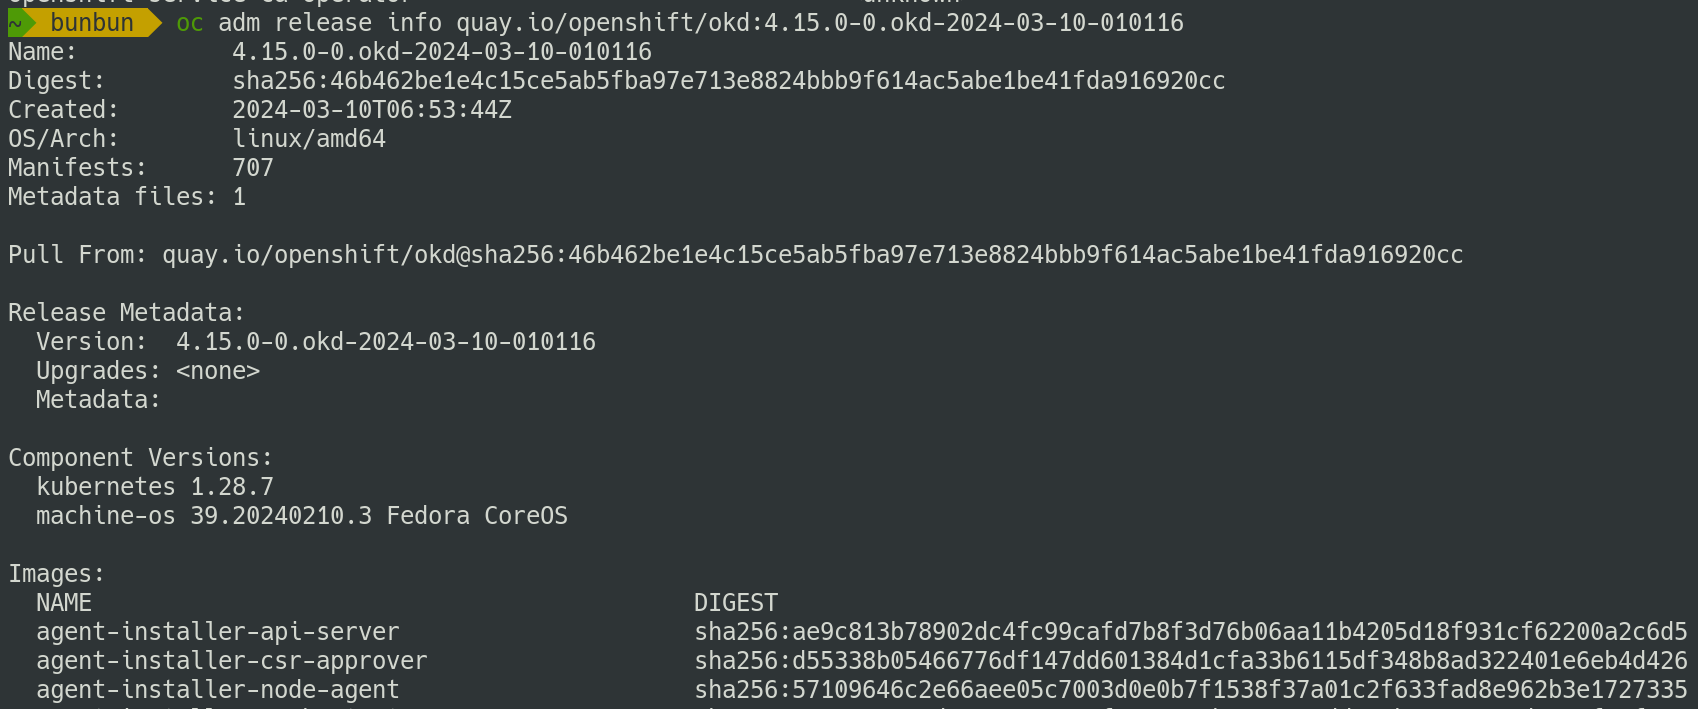 ~ bunbun oc adm release info quay.io/openshift/okd:4.15.0-0.okd-2024-03-10-010116
Name: 4.15.0-0.okd-2024-03-10-010116
Digest: sha256:46b462be1e4c15ce5ab5fba97e713e8824bbb9f614ac5abe1be41fda916920cc
Created: 2024-03-10T06:53:44Z
OS/Arch: linux/amd64
Manifests: 707
Metadata files: 1
Pull From: quay.io/openshift/okd@sha256:46b462be1e4c15ce5ab5fba97e713e8824bbb9f614ac5abe1be41fda916920cc
Release Metadata:
Version: 4.15.0-0.okd-2024-03-10-010116
Upgrades: <none>
Metadata:
Component Versions:
kubernetes 1.28.7
machine-os 39.20240210.3 Fedora CoreOS
Images:
NAME DIGEST
agent-installer-api-server sha256:ae9c813b78902dc4fc99cafd7b8f3d76b06aa11b4205d18f931cf62200a2c6d5
agent-installer-csr-approver sha256:d55338b05466776df147dd601384d1cfa33b6115df348b8ad322401e6eb4d426
agent-installer-node-agent sha256:57109646c2e66aee05c7003d0e0b7f1538f37a01c2f633fad8e962b3e1727335